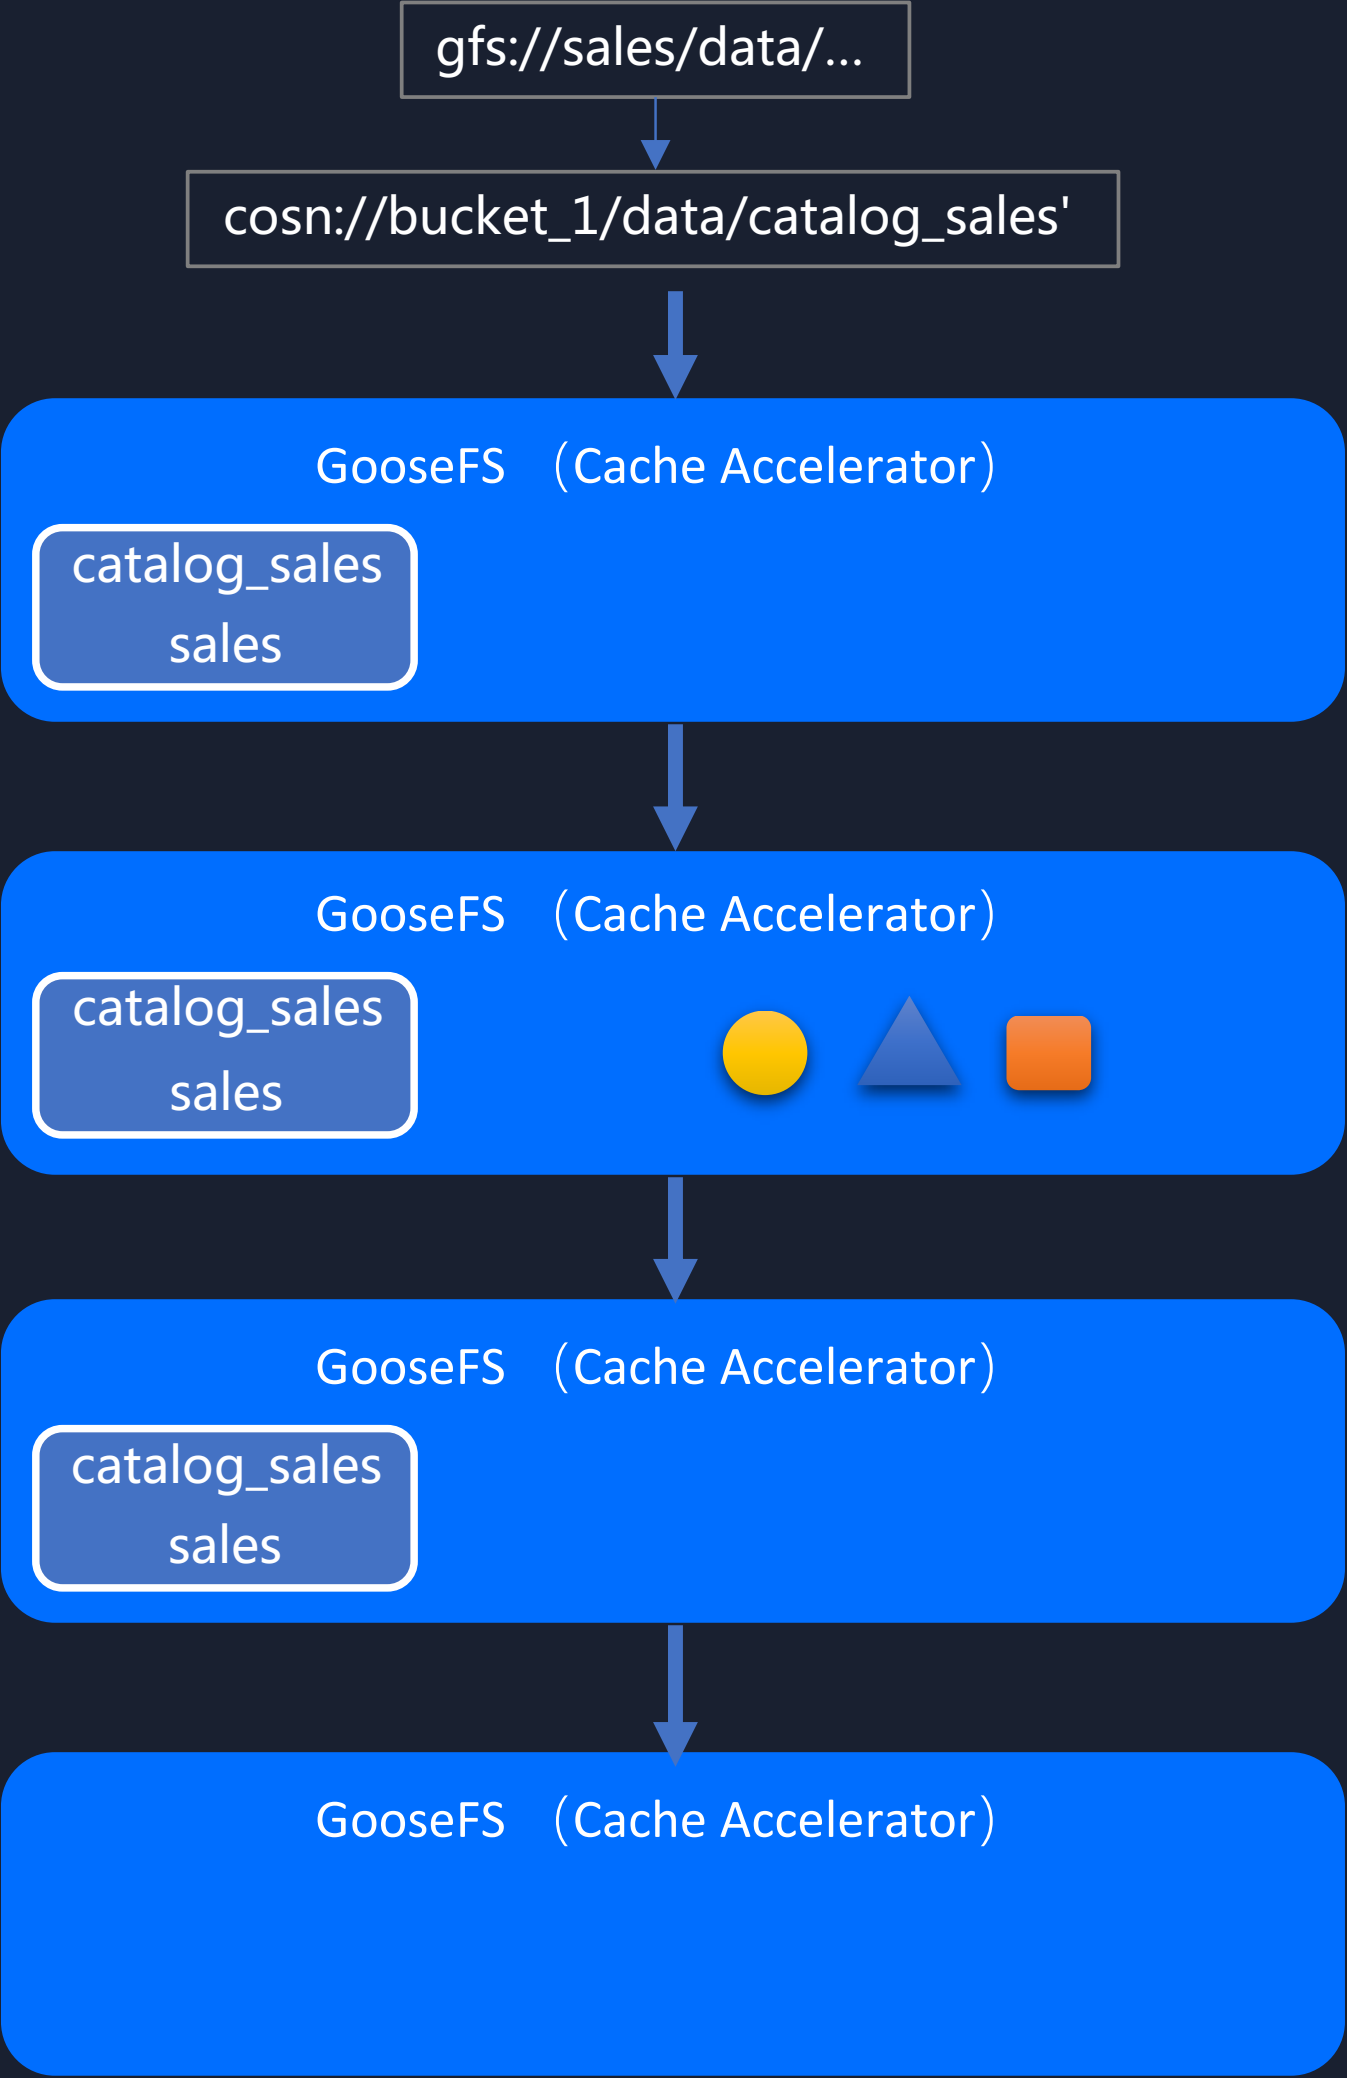 gfs://sales/data/...
cosn://bucket_1/data/catalog_sales'
GooseFS （Cache Accelerator）
catalog_sales
sales
GooseFS （Cache Accelerator）
catalog_sales
sales
GooseFS （Cache Accelerator）
catalog_sales
sales
GooseFS （Cache Accelerator）